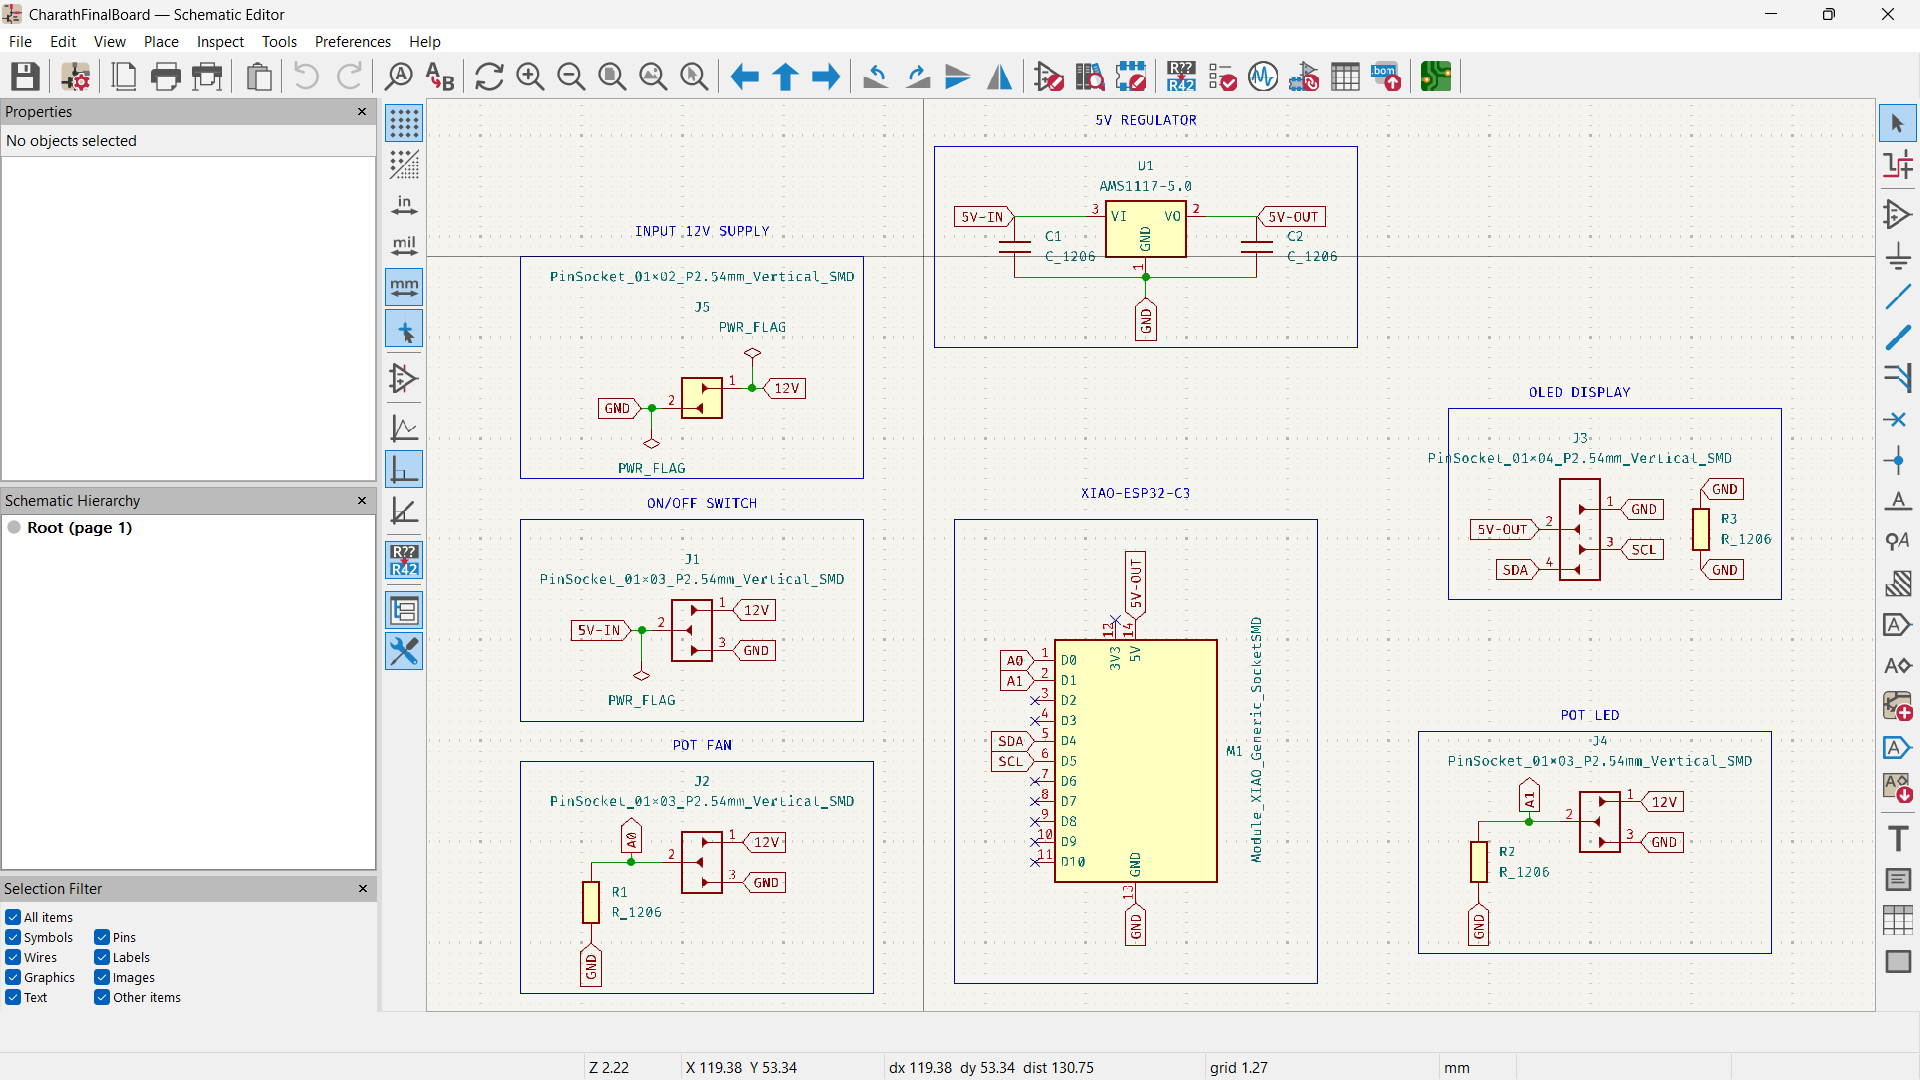 CharathFinalBoard — Schematic Editor
File Edit View Place Inspect Tools Preferences Help
A B R?? R42 .bom
Properties
No objects selected
Schematic Hierarchy
Root (page 1)
Selection Filter
All items
Symbols Pins
Wires Labels
Graphics Images
Text Other items
in
mil
mm
R??
R42
INPUT 12V SUPPLY
PinSocket_01x02_P2.54mm_Vertical_SMD
J5
PWR_FLAG
1 12V
GND 2
PWR_FLAG
ON/OFF SWITCH
J1
PinSocket_01x03_P2.54mm_Vertical_SMD
1 12V
5V-IN 2
3 GND
PWR_FLAG
POT FAN
J2
PinSocket_01x03_P2.54mm_Vertical_SMD
A0
1 12V
2
3 GND
R1
R_1206
GND
5V REGULATOR
U1
AMS1117-5.0
5V-IN 3 VI VO 2 5V-OUT
GND
C1 C2
C_1206 C_1206
1
GND
XIAO-ESP32-C3
5V-OUT
12 14
3V3 5V
A0 1 D0
A1 2 D1
3 D2
4 D3
SDA 5 D4
SCL 6 D5
7 D6
8 D7
9 D8
10 D9
11 D10
GND
13
GND
M1
Module_XIAO_Generic_SocketSMD
OLED DISPLAY
J3
PinSocket_01x04_P2.54mm_Vertical_SMD
1 GND
5V-OUT 2
3 SCL
SDA 4
GND
R3
R_1206
GND
POT LED
J4
PinSocket_01x03_P2.54mm_Vertical_SMD
A1
1 12V
2
3 GND
R2
R_1206
GND
Z 2.22 X 119.38 Y 53.34 dx 119.38 dy 53.34 dist 130.75 grid 1.27 mm